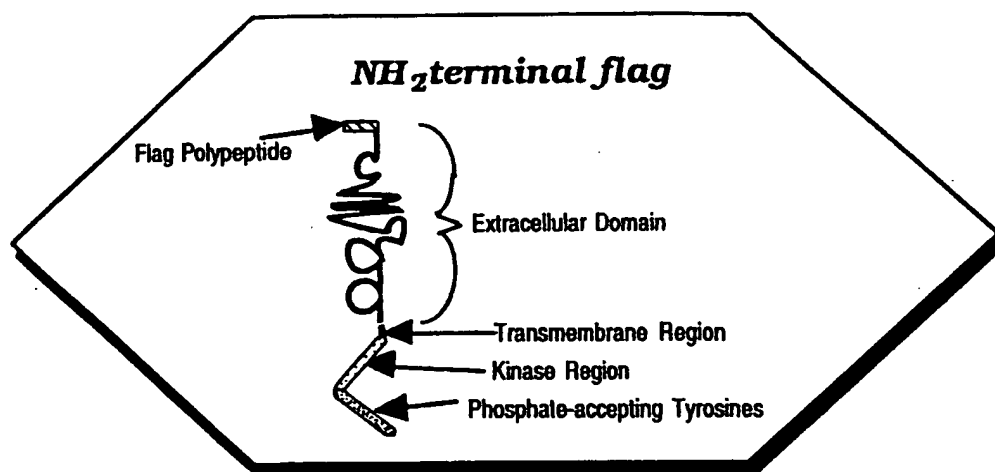 NH2terminal flag
Flag Polypeptide
Extracellular Domain
Transmembrane Region
Kinase Region
Phosphate-accepting Tyrosines